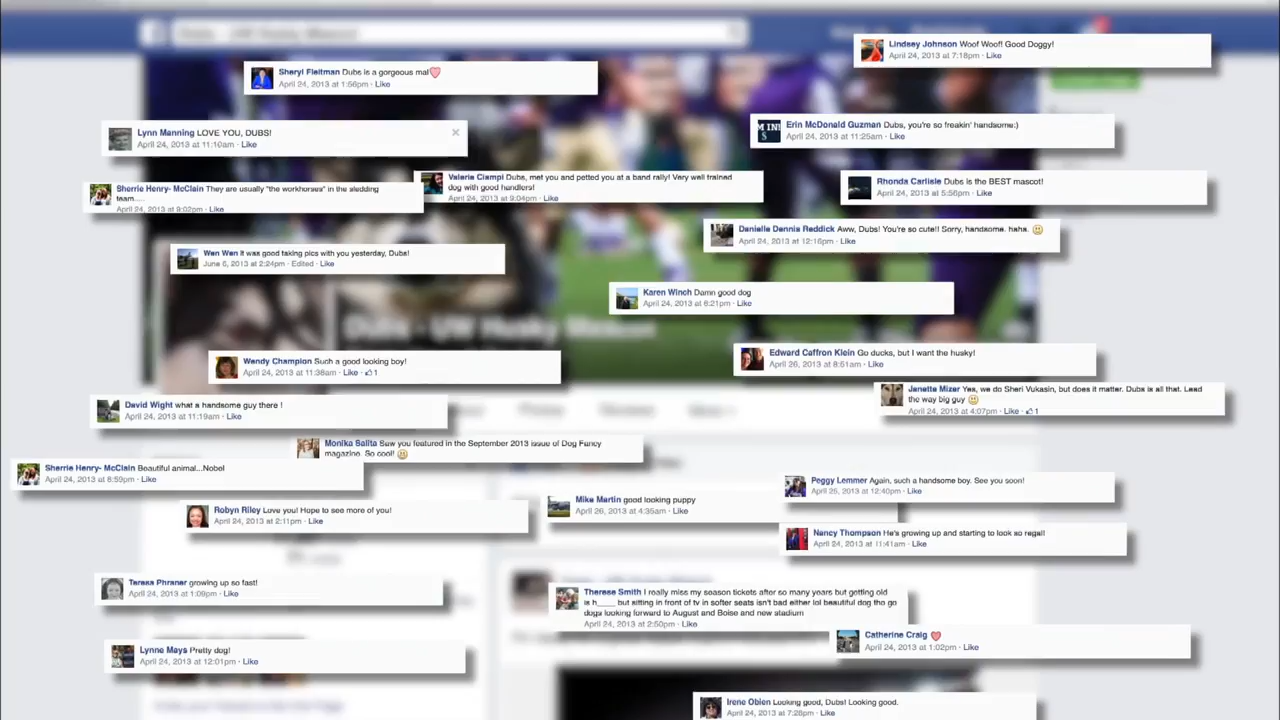 Lindsey Johnson Woof Woof! Good Doggy!
April 24, 2013 at 7:18pm · Like
Sheryl Fleitman Dubs is a gorgeous mal
April 24, 2013 at 1:56pm · Like
Erin McDonald Guzman Dubs, you're so freakin' handsome:)
April 24, 2013 at 11:25am · Like
Lynn Manning LOVE YOU, DUBS!
April 24, 2013 at 11:10am · Like
Valerie Ciampi Dubs, met you and petted you at a band rally! Very well trained
dog with good handlers!
April 24, 2013 at 9:04pm · Like
Rhonda Carlisle Dubs is the BEST mascot!
April 24, 2013 at 5:56pm · Like
Sherrie Henry- McClain They are usually "the workhorses" in the sledding
team.....
April 24, 2013 at 9:02pm · Like
Danielle Dennis Reddick Aww, Dubs! You're so cute!! Sorry, handsome. haha.
April 24, 2013 at 12:16pm · Like
Wen Wen it was good taking pics with you yesterday, Dubs!
June 6, 2013 at 2:24pm · Edited · Like
Karen Winch Damn good dog
April 24, 2013 at 6:21pm · Like
Dubs - UW Husky Mascot
Edward Caffron Klein Go ducks, but I want the husky!
April 26, 2013 at 8:51am · Like
Wendy Champion Such a good looking boy!
April 24, 2013 at 11:38am · Like · 1
Janette Mizar Yes, we do Sheri Vukasin, but does it matter. Dubs is all that. Lead
the way big guy
April 24, 2013 at 4:07pm · Like · 1
David Wight what a handsome guy there !
April 24, 2013 at 11:19am · Like
Monika Salita Saw you featured in the September 2013 issue of Dog Fancy
magazine. So cool!
Sherrie Henry- McClain Beautiful animal...Nobel
April 24, 2013 at 8:59pm · Like
Peggy Lemmer Again, such a handsome boy. See you soon!
April 25, 2013 at 12:40pm · Like
Mike Martin good looking puppy
April 26, 2013 at 4:35am · Like
Robyn Riley Love you! Hope to see more of you!
April 24, 2013 at 2:11pm · Like
Nancy Thompson He's growing up and starting to look so regal!
April 24, 2013 at 11:41am · Like
Teresa Phraner growing up so fast!
April 24, 2013 at 1:09pm · Like
Therese Smith I really miss my season tickets after so many years but getting old
is h____ but sitting in front of tv in softer seats isn't bad either lol beautiful dog tho go
dogs looking forward to August and Boise and new stadium
April 24, 2013 at 2:50pm · Like
Catherine Craig
April 24, 2013 at 1:02pm · Like
Lynne Mays Pretty dog!
April 24, 2013 at 12:01pm · Like
Irene Obien Looking good, Dubs! Looking good.
April 24, 2013 at 7:28pm · Like